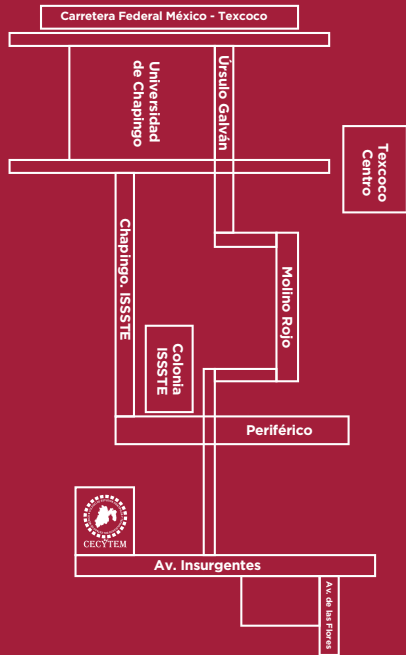 Carretera Federal México - Texcoco
Universidad
de Chapingo
Úrsulo Galván
Texcoco
Centro
Chapingo. ISSSTE
Molino Rojo
Colonia
ISSSTE
Periférico
CECYTEM
Av. Insurgentes
Av. de las Flores